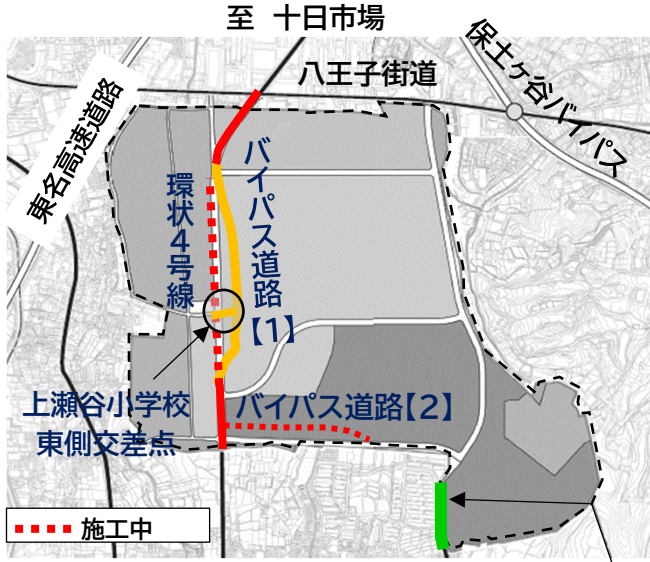 至 十日市場
八王子街道
保土ヶ谷バイパス
東名高速道路
バイパス道路【1】
環状4号線
上瀬谷小学校
東側交差点
バイパス道路【2】
施工中